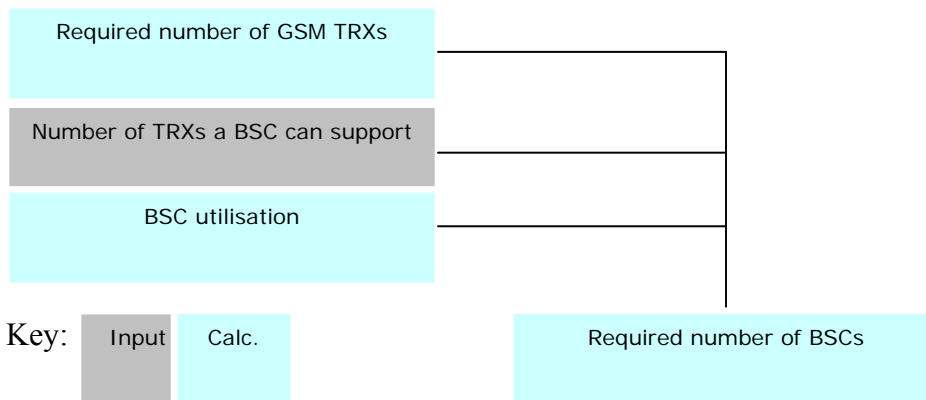 Required number of GSM TRXs
Number of TRXs a BSC can support
BSC utilisation
Key: Input Calc.
Required number of BSCs